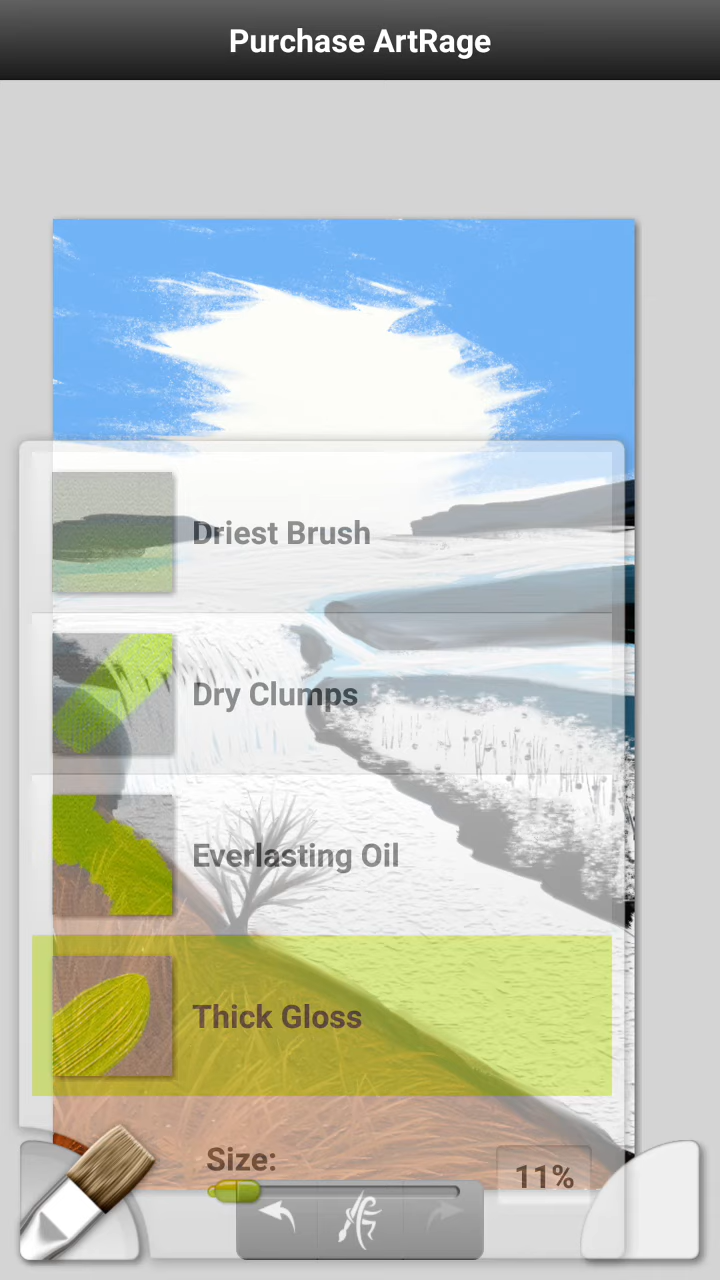 Purchase ArtRage
Driest Brush
Dry Clumps
Everlasting Oil
Thick Gloss
Size:
11%